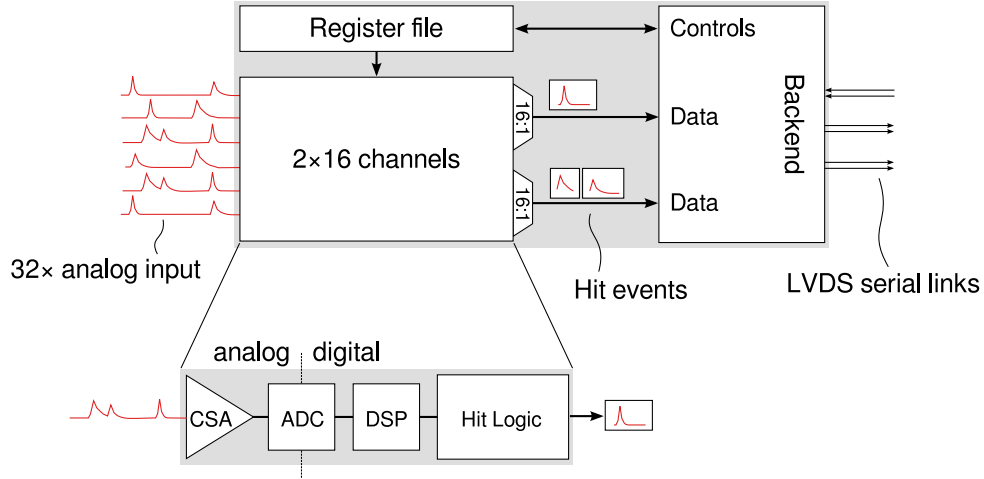 Register file
Controls
16:1
Data
2×16 channels
Backend
16:1
Data
32× analog input
Hit events
LVDS serial links
analog
digital
CSA
ADC
DSP
Hit Logic